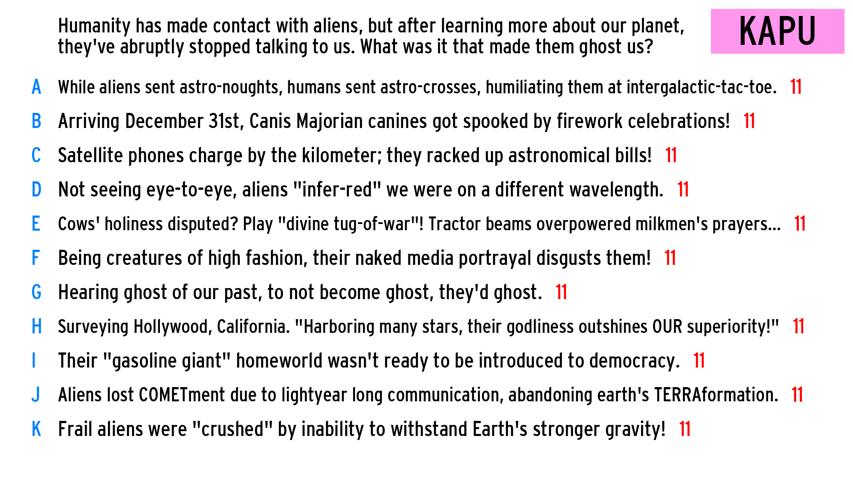 Humanity has made contact with aliens, but after learning more about our planet,
they've abruptly stopped talking to us. What was it that made them ghost us?
KAPU
A While aliens sent astro-noughts, humans sent astro-crosses, humiliating them at intergalactic-tac-toe. 11
B Arriving December 31st, Canis Majorian canines got spooked by firework celebrations! 11
C Satellite phones charge by the kilometer; they racked up astronomical bills! 11
D Not seeing eye-to-eye, aliens "infer-red" we were on a different wavelength. 11
E Cows' holiness disputed? Play "divine tug-of-war"! Tractor beams overpowered milkmen's prayers... 11
F Being creatures of high fashion, their naked media portrayal disgusts them! 11
G Hearing ghost of our past, to not become ghost, they'd ghost. 11
H Surveying Hollywood, California. "Harboring many stars, their godliness outshines OUR superiority!" 11
I Their "gasoline giant" homeworld wasn't ready to be introduced to democracy. 11
J Aliens lost COMETment due to lightyear long communication, abandoning earth's TERRAformation. 11
K Frail aliens were "crushed" by inability to withstand Earth's stronger gravity! 11